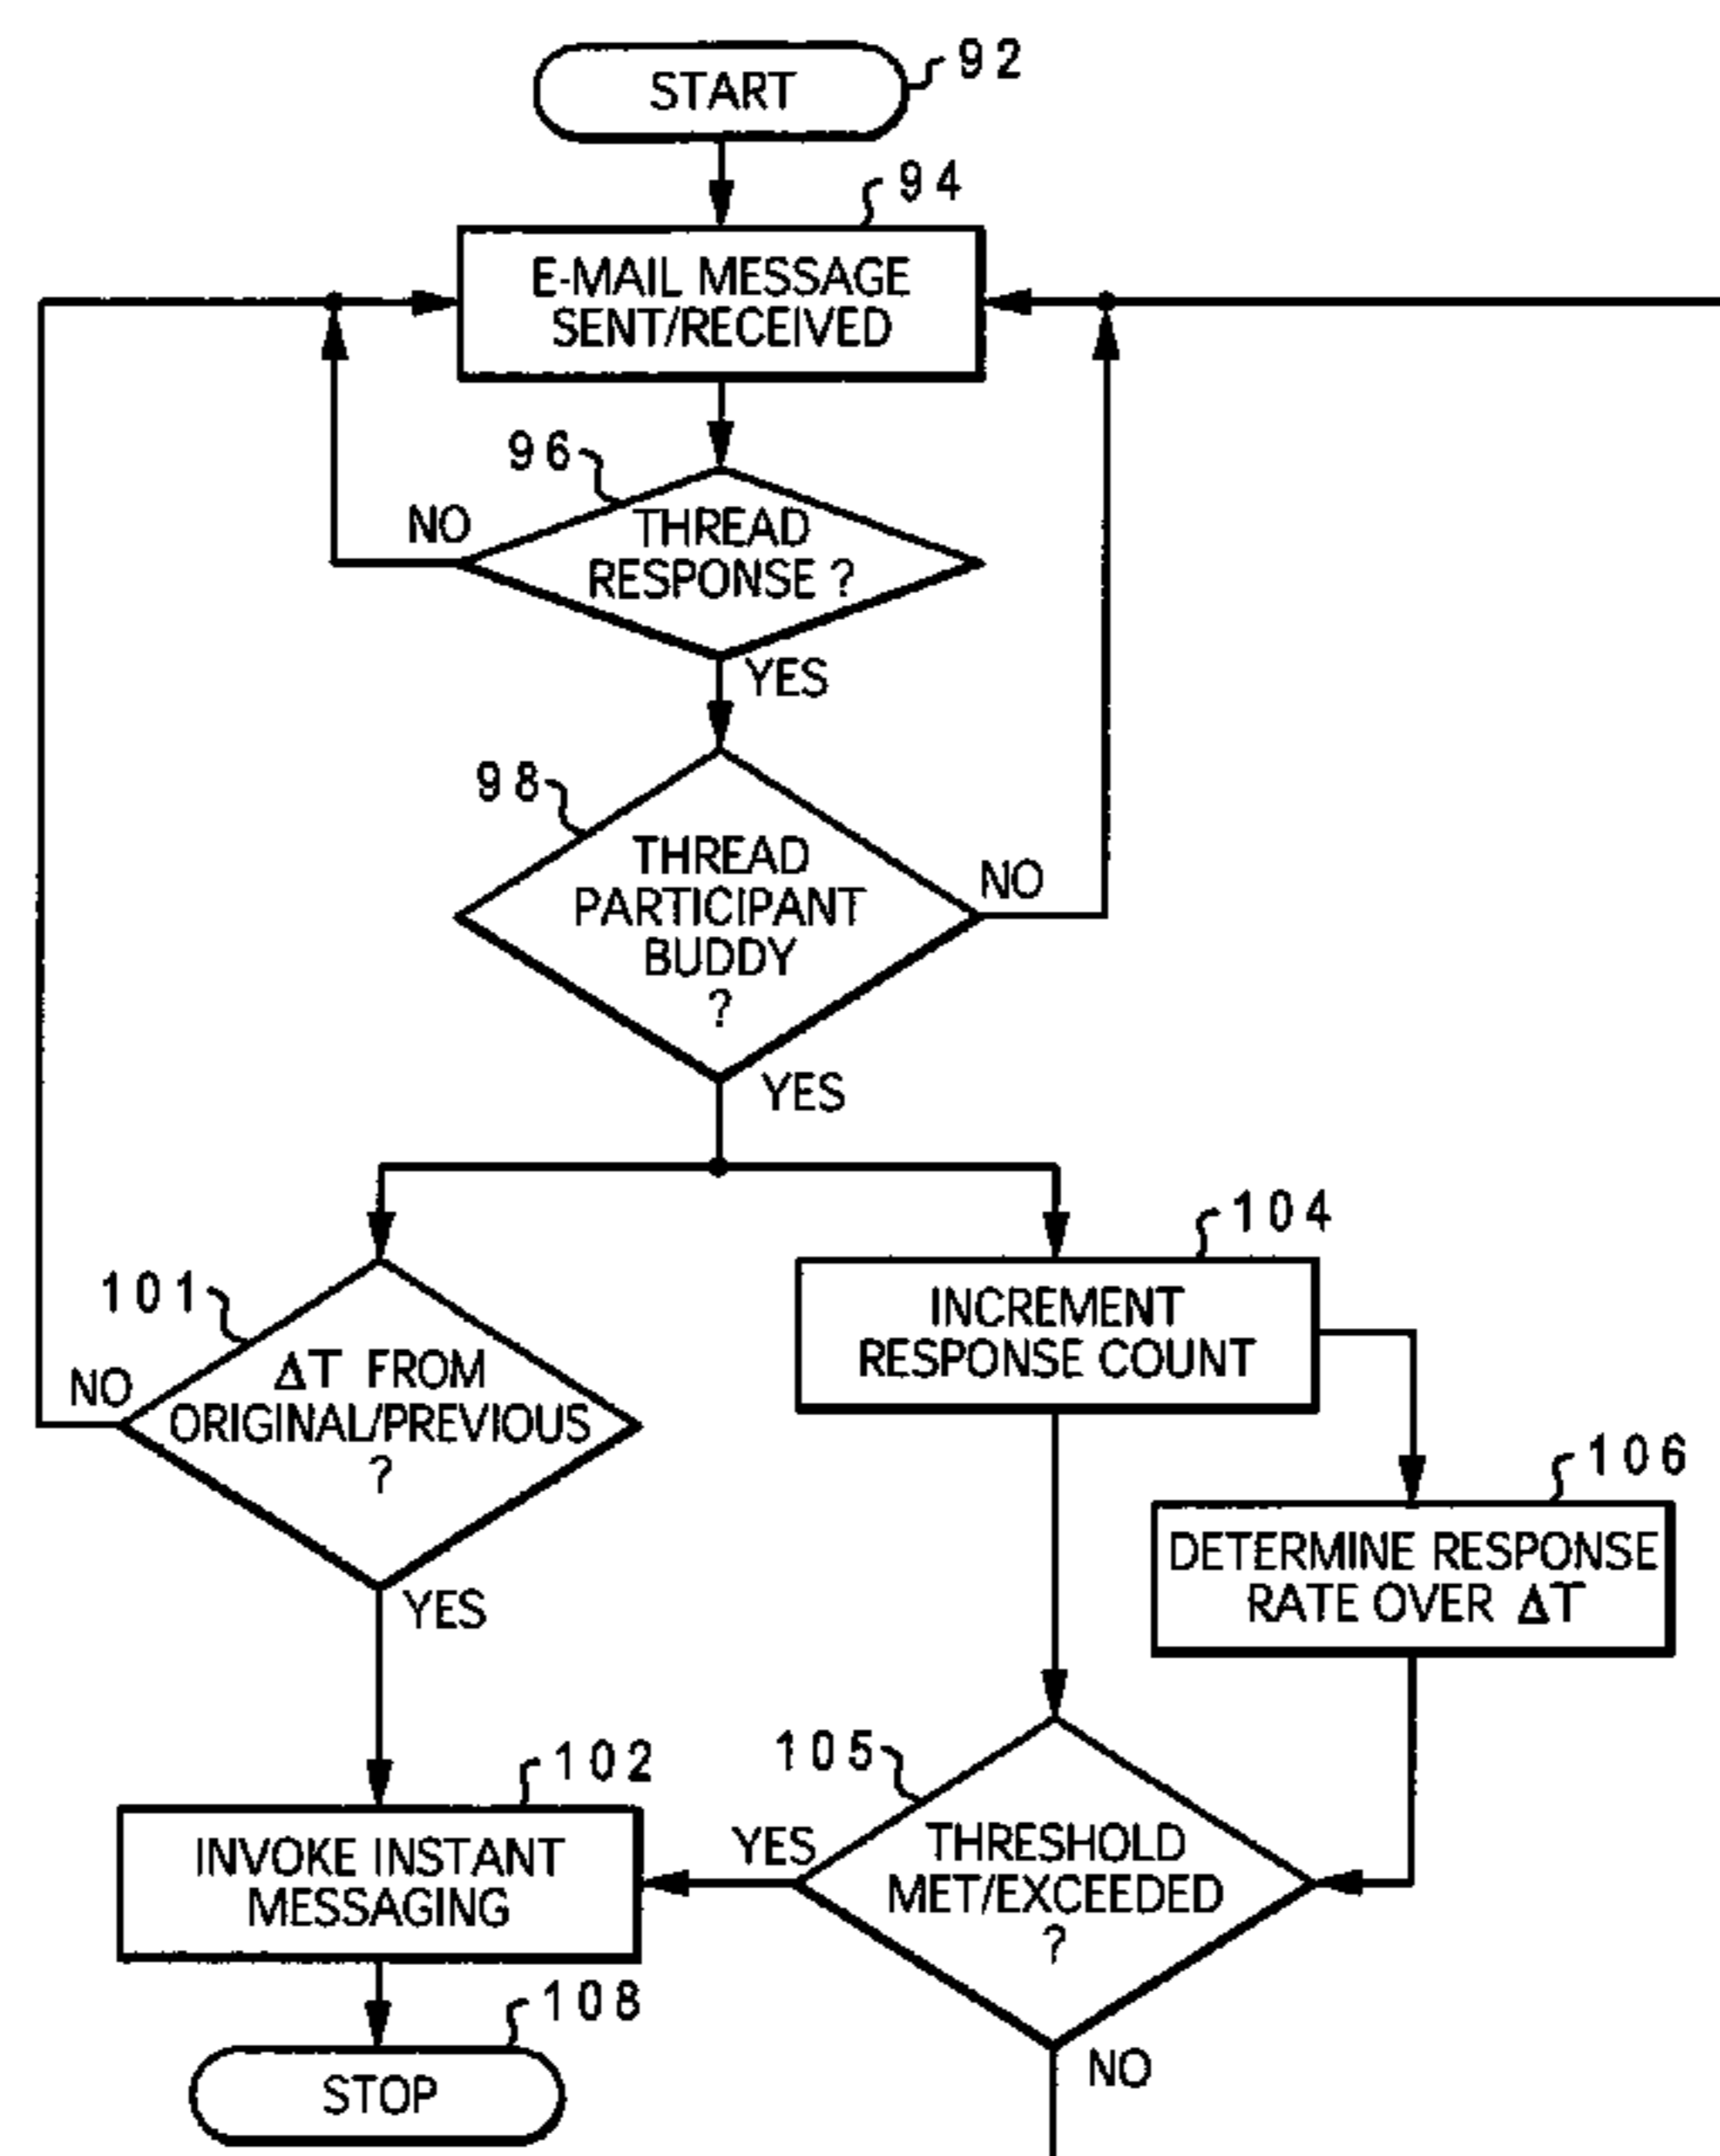 START
92
94
E-MAIL MESSAGE
SENT/RECEIVED
96
NO
THREAD
RESPONSE ?
YES
98
THREAD
PARTICIPANT
BUDDY
?
NO
YES
101
NO
ΔT FROM
ORIGINAL/PREVIOUS
?
YES
104
INCREMENT
RESPONSE COUNT
106
DETERMINE RESPONSE
RATE OVER ΔT
102
INVOKE INSTANT
MESSAGING
105
YES
THRESHOLD
MET/EXCEEDED
?
NO
108
STOP